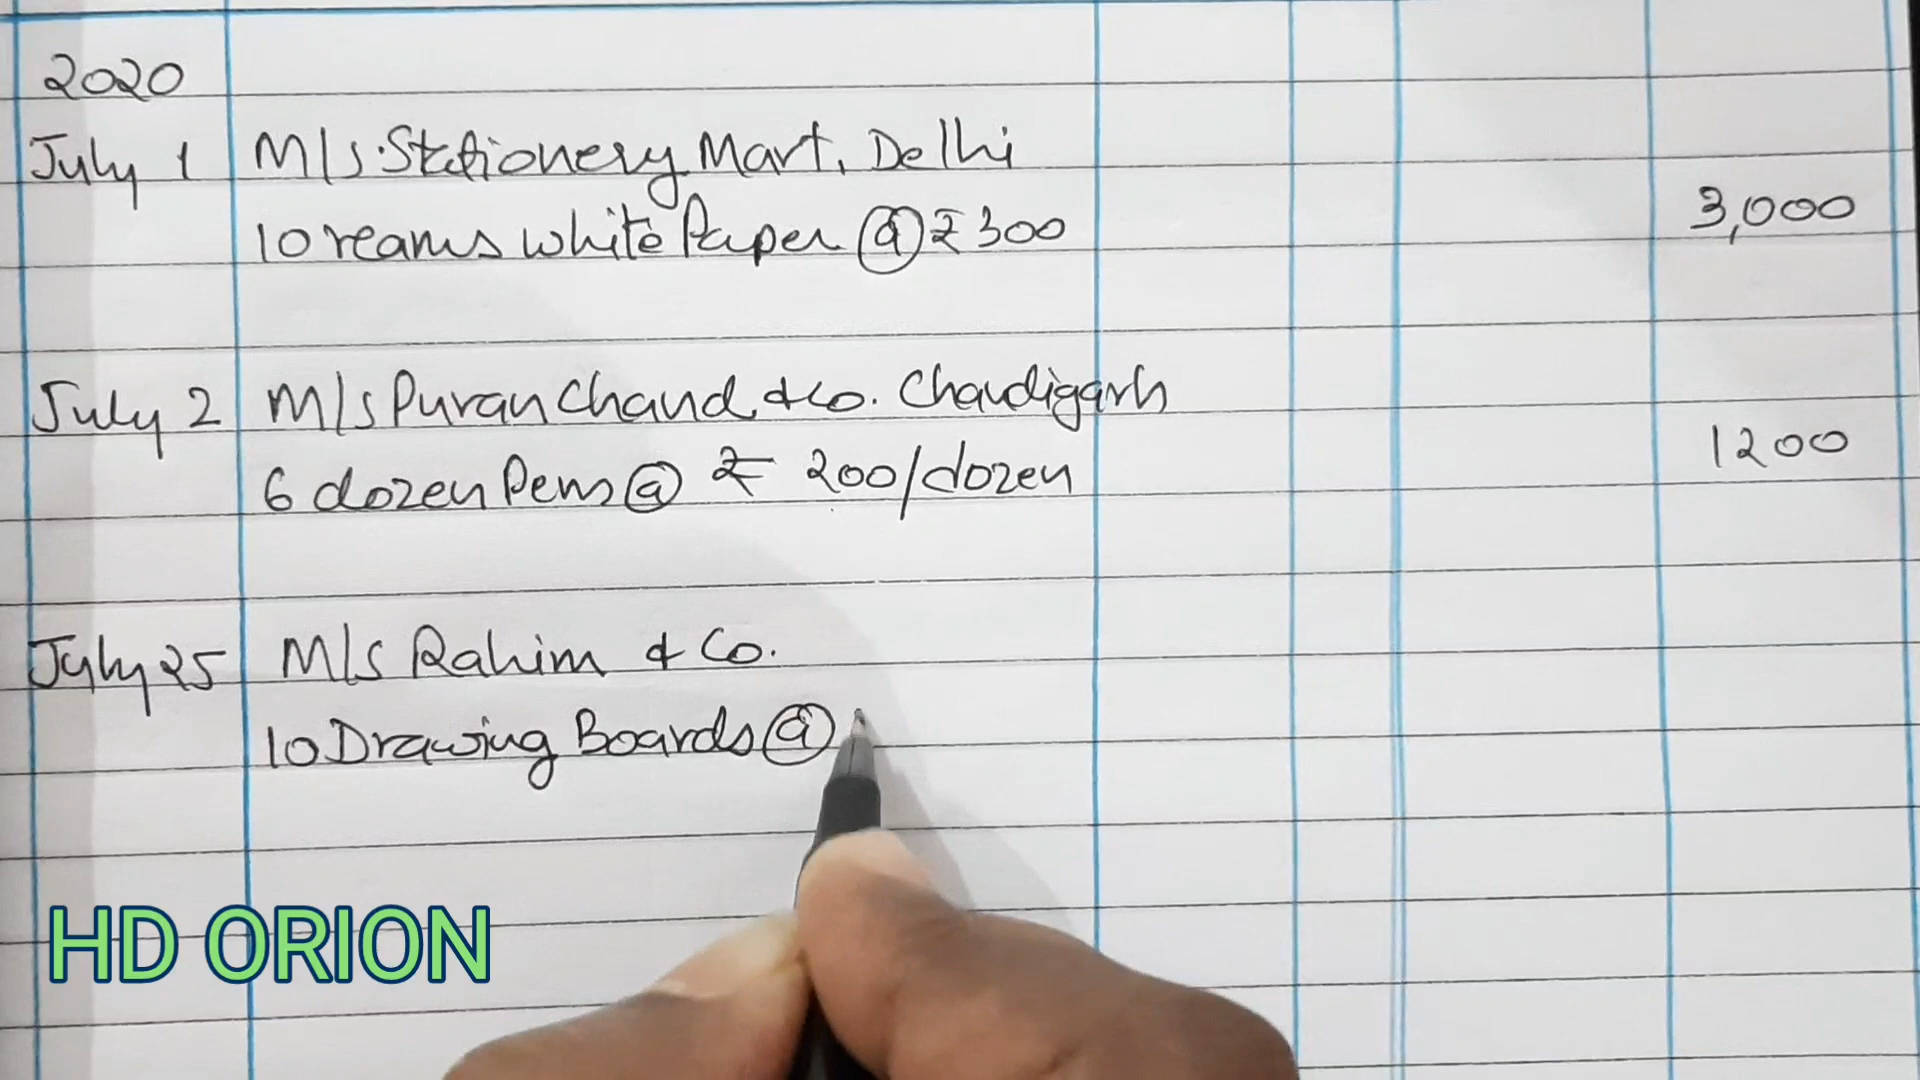 2020
July 1 M/s. Stationery Mart, Delhi
10 reams white Paper @ ₹ 300 3,000
July 2 M/s Puran Chand & Co. Chandigarh
6 dozen Pens @ ₹ 200/dozen 1200
July 25 M/s Rahim & Co.
10 Drawing Boards @
HD ORION